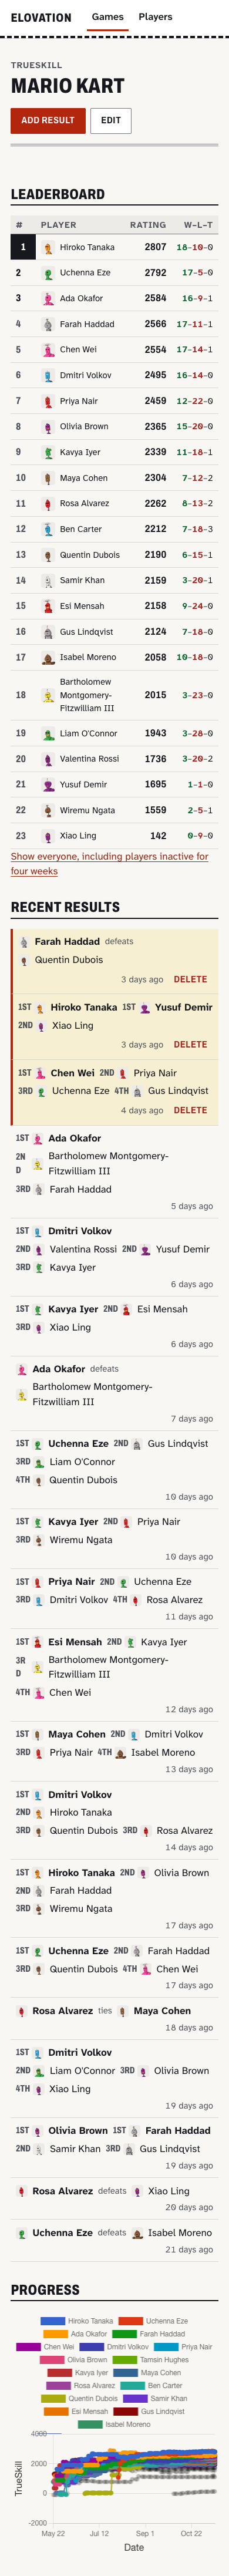 ELOVATION Games Players
TRUESKILL
MARIO KART
ADD RESULT EDIT
LEADERBOARD
# PLAYER RATING W-L-T
1 Hiroko Tanaka 2807 18-10-0
2 Uchenna Eze 2792 17-5-0
3 Ada Okafor 2584 16-9-1
4 Farah Haddad 2566 17-11-1
5 Chen Wei 2554 17-14-1
6 Dmitri Volkov 2495 16-14-0
7 Priya Nair 2459 12-22-0
8 Olivia Brown 2365 15-20-0
9 Kavya Iyer 2339 11-18-1
10 Maya Cohen 2304 7-12-2
11 Rosa Alvarez 2262 8-13-2
12 Ben Carter 2212 7-18-3
13 Quentin Dubois 2190 6-15-1
14 Samir Khan 2159 3-20-1
15 Esi Mensah 2158 9-24-0
16 Gus Lindqvist 2124 7-18-0
17 Isabel Moreno 2058 10-18-0
Bartholomew
Montgomery-
18 2015 3-23-0
Fitzwilliam III
19 Liam O'Connor 1943 3-28-0
20 Valentina Rossi 1736 3-20-2
21 Yusuf Demir 1695 1-1-0
22 Wiremu Ngata 1559 2-5-1
23 Xiao Ling 142 0-9-0
Show everyone, including players inactive for
four weeks
RECENT RESULTS
Farah Haddad defeats
Quentin Dubois
3 days ago DELETE
1ST Hiroko Tanaka 1ST Yusuf Demir
2ND Xiao Ling
3 days ago DELETE
1ST Chen Wei 2ND Priya Nair
3RD Uchenna Eze 4TH Gus Lindqvist
4 days ago DELETE
1ST Ada Okafor
2ND Bartholomew Montgomery-
Fitzwilliam III
3RD Farah Haddad
5 days ago
1ST Dmitri Volkov
2ND Valentina Rossi 2ND Yusuf Demir
3RD Kavya Iyer
6 days ago
1ST Kavya Iyer 2ND Esi Mensah
3RD Xiao Ling
6 days ago
Ada Okafor defeats
Bartholomew Montgomery-
Fitzwilliam III
7 days ago
1ST Uchenna Eze 2ND Gus Lindqvist
3RD Liam O'Connor
4TH Quentin Dubois
10 days ago
1ST Kavya Iyer 2ND Priya Nair
3RD Wiremu Ngata
10 days ago
1ST Priya Nair 2ND Uchenna Eze
3RD Dmitri Volkov 4TH Rosa Alvarez
11 days ago
1ST Esi Mensah 2ND Kavya Iyer
3RD Bartholomew Montgomery-
Fitzwilliam III
4TH Chen Wei
12 days ago
1ST Maya Cohen 2ND Dmitri Volkov
3RD Priya Nair 4TH Isabel Moreno
13 days ago
1ST Dmitri Volkov
2ND Hiroko Tanaka
3RD Quentin Dubois 3RD Rosa Alvarez
14 days ago
1ST Hiroko Tanaka 2ND Olivia Brown
2ND Farah Haddad
3RD Wiremu Ngata
17 days ago
1ST Uchenna Eze 2ND Farah Haddad
3RD Quentin Dubois 4TH Chen Wei
17 days ago
Rosa Alvarez ties Maya Cohen
18 days ago
1ST Dmitri Volkov
2ND Liam O'Connor 3RD Olivia Brown
4TH Xiao Ling
19 days ago
1ST Olivia Brown 1ST Farah Haddad
2ND Samir Khan 3RD Gus Lindqvist
19 days ago
Rosa Alvarez defeats Xiao Ling
20 days ago
Uchenna Eze defeats Isabel Moreno
21 days ago
PROGRESS
Hiroko Tanaka Uchenna Eze
Ada Okafor Farah Haddad
Chen Wei Dmitri Volkov Priya Nair
Olivia Brown Tamsin Hughes
Kavya Iyer Maya Cohen
Rosa Alvarez Ben Carter
Quentin Dubois Samir Khan
Esi Mensah Gus Lindqvist
Isabel Moreno
4000
2000
0
-2000
TrueSkill
May 22 Jul 12 Sep 1 Oct 22
Date